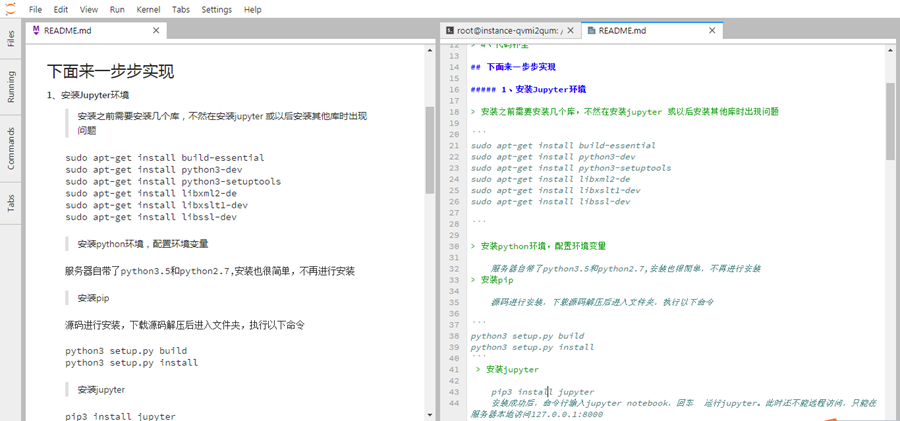 File Edit View Run Kernel Tabs Settings Help
Files
Running
Commands
Tabs
README.md
下面来一步步实现
1、安装Jupyter环境
安装之前需要安装几个库，不然在安装jupyter 或以后安装其他库时出现
问题
sudo apt-get install build-essential
sudo apt-get install python3-dev
sudo apt-get install python3-setuptools
sudo apt-get install libxml2-de
sudo apt-get install libxslt1-dev
sudo apt-get install libssl-dev
安装python环境，配置环境变量
服务器自带了python3.5和python2.7,安装也很简单，不再进行安装
安装pip
源码进行安装，下载源码解压后进入文件夹，执行以下命令
python3 setup.py build
python3 setup.py install
安装jupyter
pip3 install jupyter
root@instance-qvmi2qum: /
README.md
12 > 4、代码补全
13
14 ## 下面来一步步实现
15
16 ##### 1、安装Jupyter环境
17
18 > 安装之前需要安装几个库，不然在安装jupyter 或以后安装其他库时出现问题
19
20 ```
21 sudo apt-get install build-essential
22 sudo apt-get install python3-dev
23 sudo apt-get install python3-setuptools
24 sudo apt-get install libxml2-de
25 sudo apt-get install libxslt1-dev
26 sudo apt-get install libssl-dev
27
28 ```
29
30 > 安装python环境，配置环境变量
31
32 服务器自带了python3.5和python2.7,安装也很简单，不再进行安装
33 > 安装pip
34
35 源码进行安装，下载源码解压后进入文件夹，执行以下命令
36
37 ```
38 python3 setup.py build
39 python3 setup.py install
40 ```
41 > 安装jupyter
42
43 pip3 install jupyter
44 安装成功后，命令行输入jupyter notebook，回车 运行jupyter。此时还不能远程访问，只能在
服务器本地访问127.0.0.1:8000